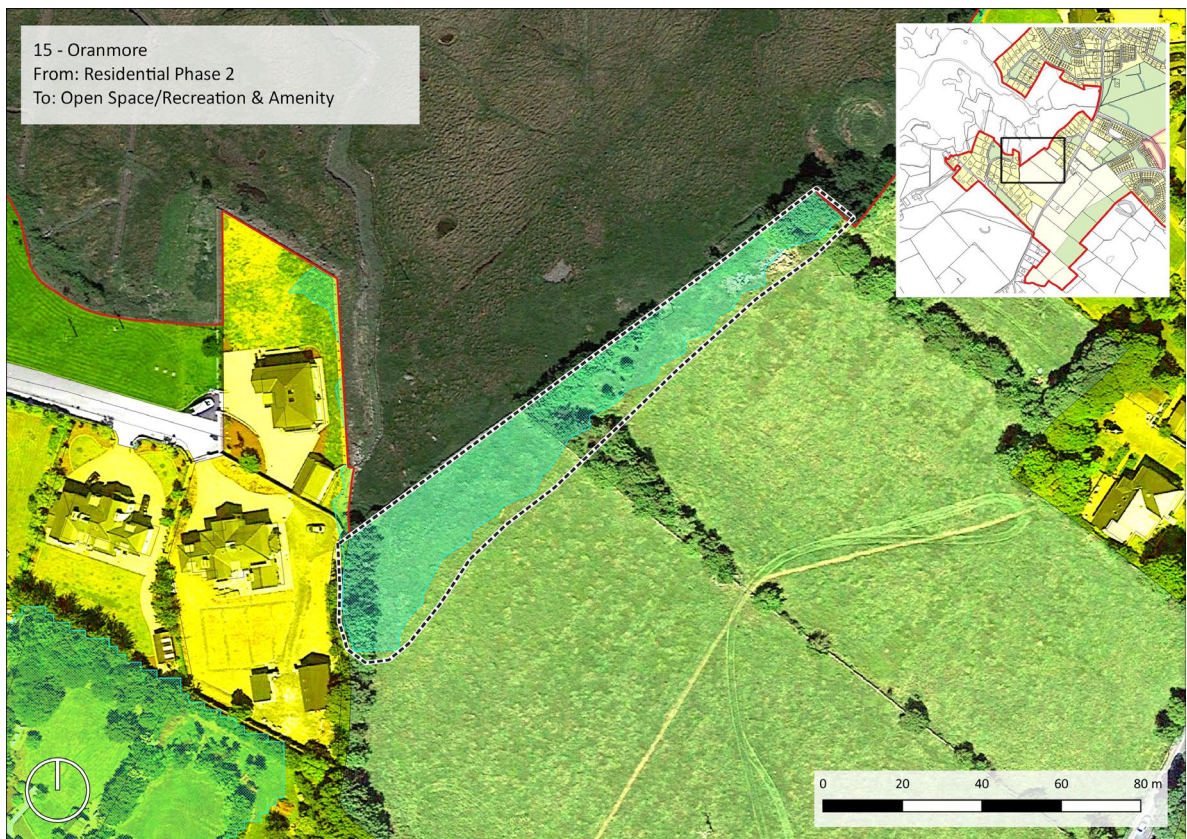 15 - Oranmore
From: Residential Phase 2
To: Open Space/Recreation & Amenity
0 20 40 60 80 m